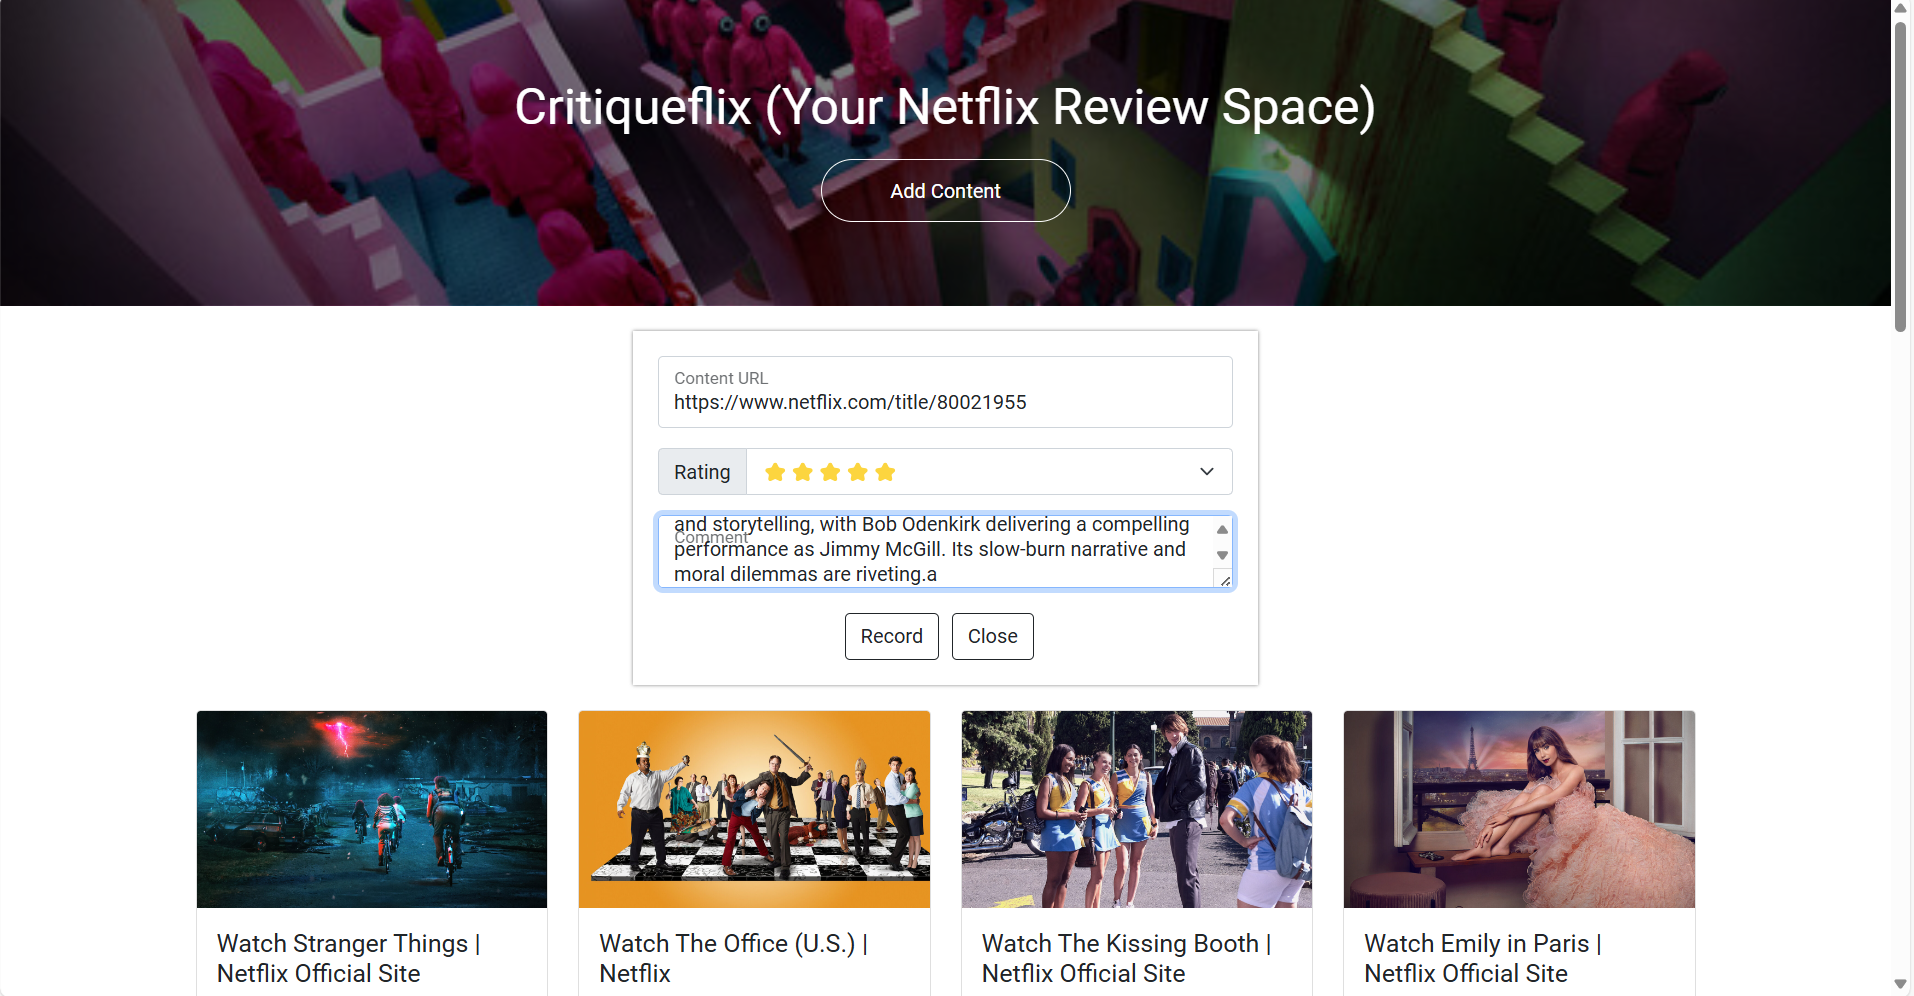 Critiqueflix (Your Netflix Review Space)
Add Content
Content URL
https://www.netflix.com/title/80021955
Rating
Comment
and storytelling, with Bob Odenkirk delivering a compelling
performance as Jimmy McGill. Its slow-burn narrative and
moral dilemmas are riveting.a
Record
Close
Watch Stranger Things |
Netflix Official Site
Watch The Office (U.S.) |
Netflix
Watch The Kissing Booth |
Netflix Official Site
Watch Emily in Paris |
Netflix Official Site